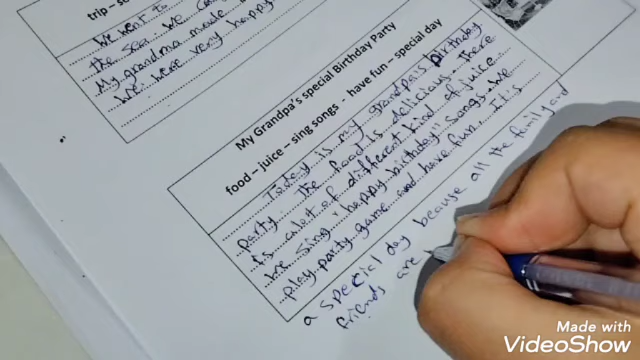 trip - se
We went to
the sea. We ca
My grandma made
We were very happy
My Grandpa's special Birthday Party
food – juice – sing songs - have fun – special day
Today is my grandpa's birthday
party. The food is delicious. There
is alot of different kind of juice.
We sing "happy birthday" songs. We
play party game and have fun. It's
a special day because all the family and
friends are
Made with
VideoShow